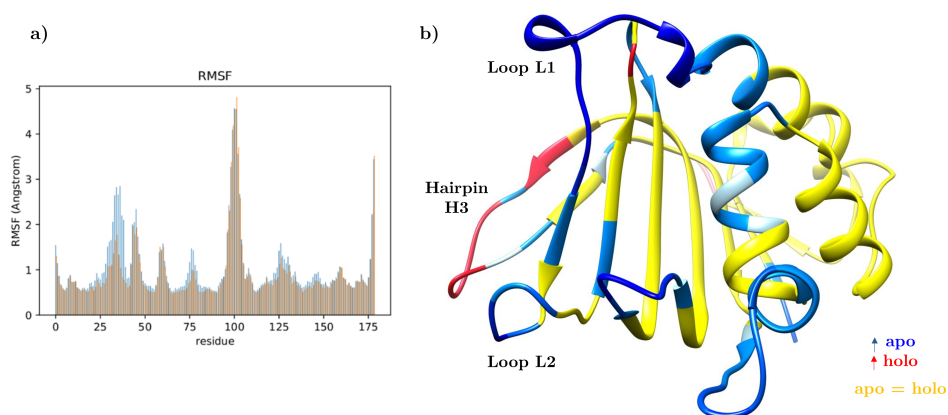 a)
RMSF
RMSF (Angstrom)
5
4
3
2
1
0
0 25 50 75 100 125 150 175
residue
b)
Loop L1
Hairpin
H3
Loop L2
apo
holo
apo = holo